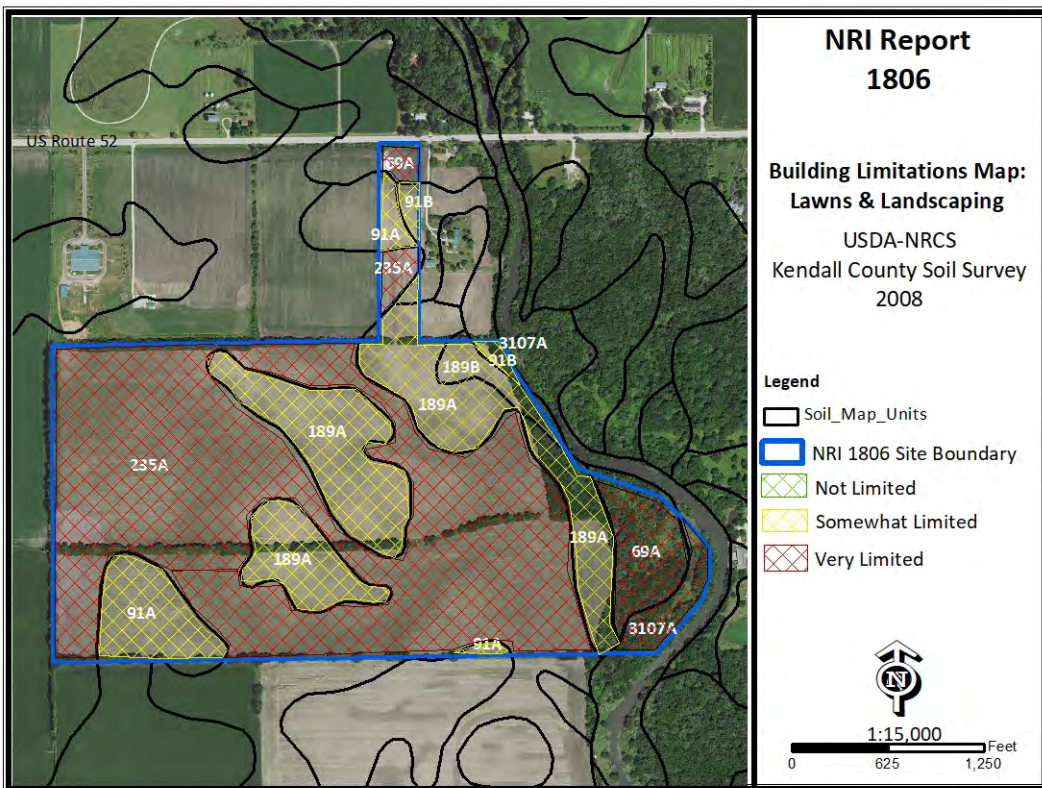 US Route 52
69A
91B
91A
235A
3107A
91B
189B
189A
189A
235A
189A
189A
69A
91A
3107A
91A
NRI Report
1806
Building Limitations Map:
Lawns & Landscaping
USDA-NRCS
Kendall County Soil Survey
2008
Legend
Soil_Map_Units
NRI 1806 Site Boundary
Not Limited
Somewhat Limited
Very Limited
N
1:15,000
Feet
0 625 1,250